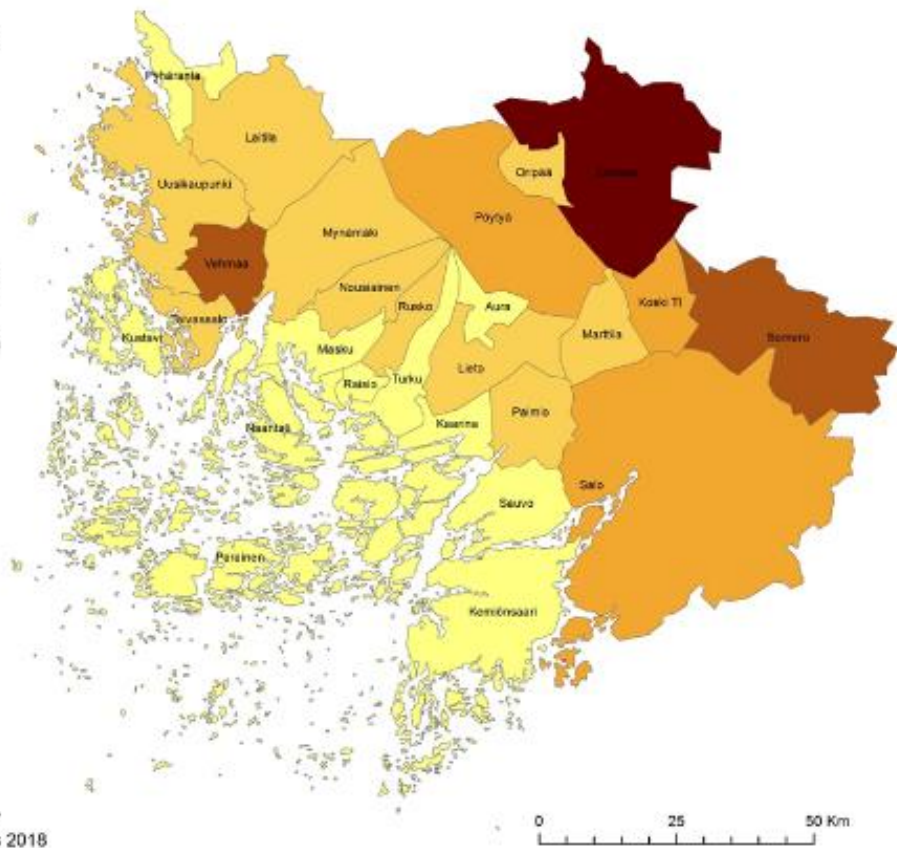 Pyhäranta
Laitila
Uusikaupunki
Oripää
Loimaa
Pöytyä
Mynämäki
Vehmaa
Nousiainen
Rusko
Aura
Koski Tl
Marttila
Somero
Taivassalo
Kustavi
Masku
Lieto
Raisio
Turku
Paimio
Naantali
Kaarina
Salo
Sauvo
Parainen
Kemiönsaari
0 25 50 Km
2018